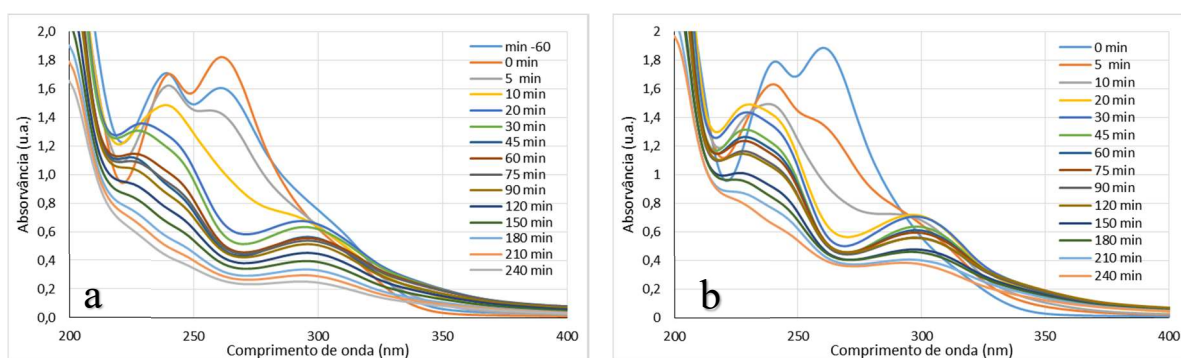 2,0
1,8
1,6
1,4
1,2
1,0
0,8
0,6
0,4
0,2
0,0
Absorvância (u.a.)
200 250 300 350 400
Comprimento de onda (nm)
a
min -60
0 min
5 min
10 min
20 min
30 min
45 min
60 min
75 min
90 min
120 min
150 min
180 min
210 min
240 min
2
1,8
1,6
1,4
1,2
1
0,8
0,6
0,4
0,2
0
Absorvância (u.a.)
200 250 300 350 400
Comprimento de onda (nm)
b
0 min
5 min
10 min
20 min
30 min
45 min
60 min
75 min
90 min
120 min
150 min
180 min
210 min
240 min